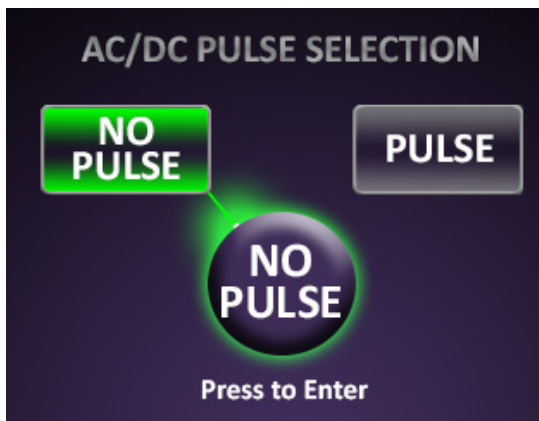 AC/DC PULSE SELECTION
NO
PULSE
PULSE
NO
PULSE
Press to Enter